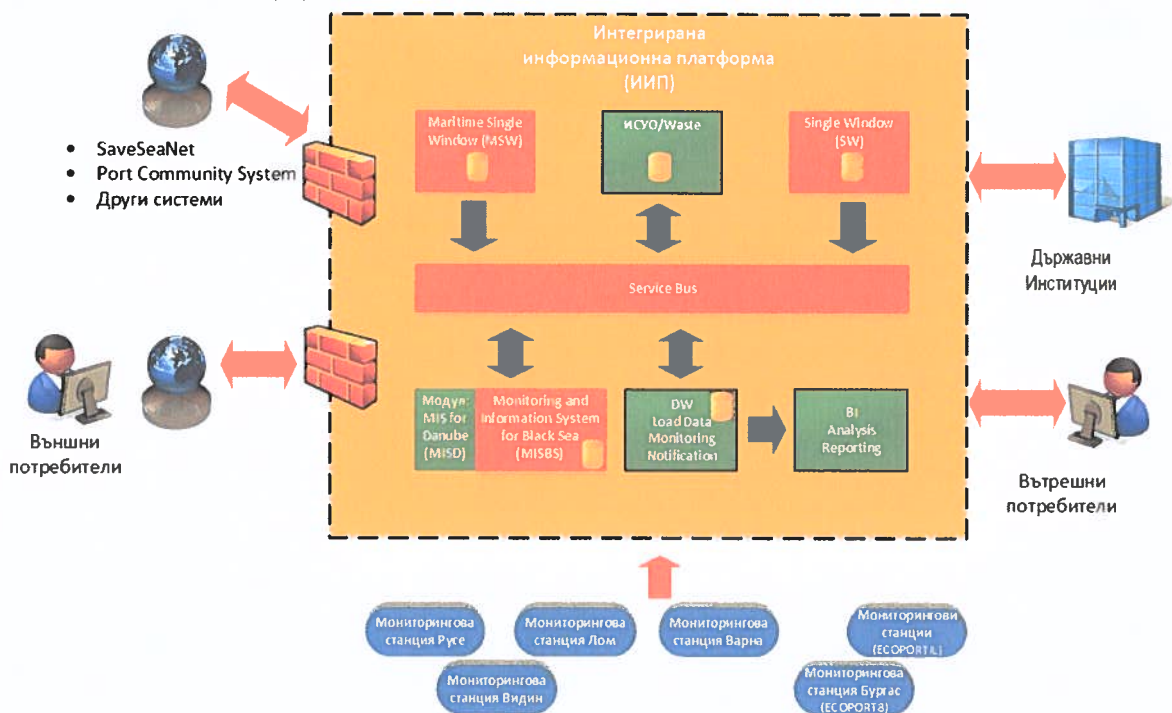 Интегрирана
информационна платформа
(ИИП)
Maritime Single
Window (MSW)
ИСУО/Waste
Single Window
(SW)
• SaveSeaNet
• Port Community System
• Други системи
Държавни
Институции
Service Bus
Модул:
MIS for
Danube
(MISD)
Monitoring and
Information System
for Black Sea
(MISBS)
DW
Load Data
Monitoring
Notification
BI
Analysis
Reporting
Външни
потребители
Вътрешни
потребители
Мониторингова
станция Русе
Мониторингова
станция Лом
Мониторингова
станция Варна
Мониторингови
станции
Мониторингова
станция Видин
Мониторингова
станция Бургас
(ECOPORT8)